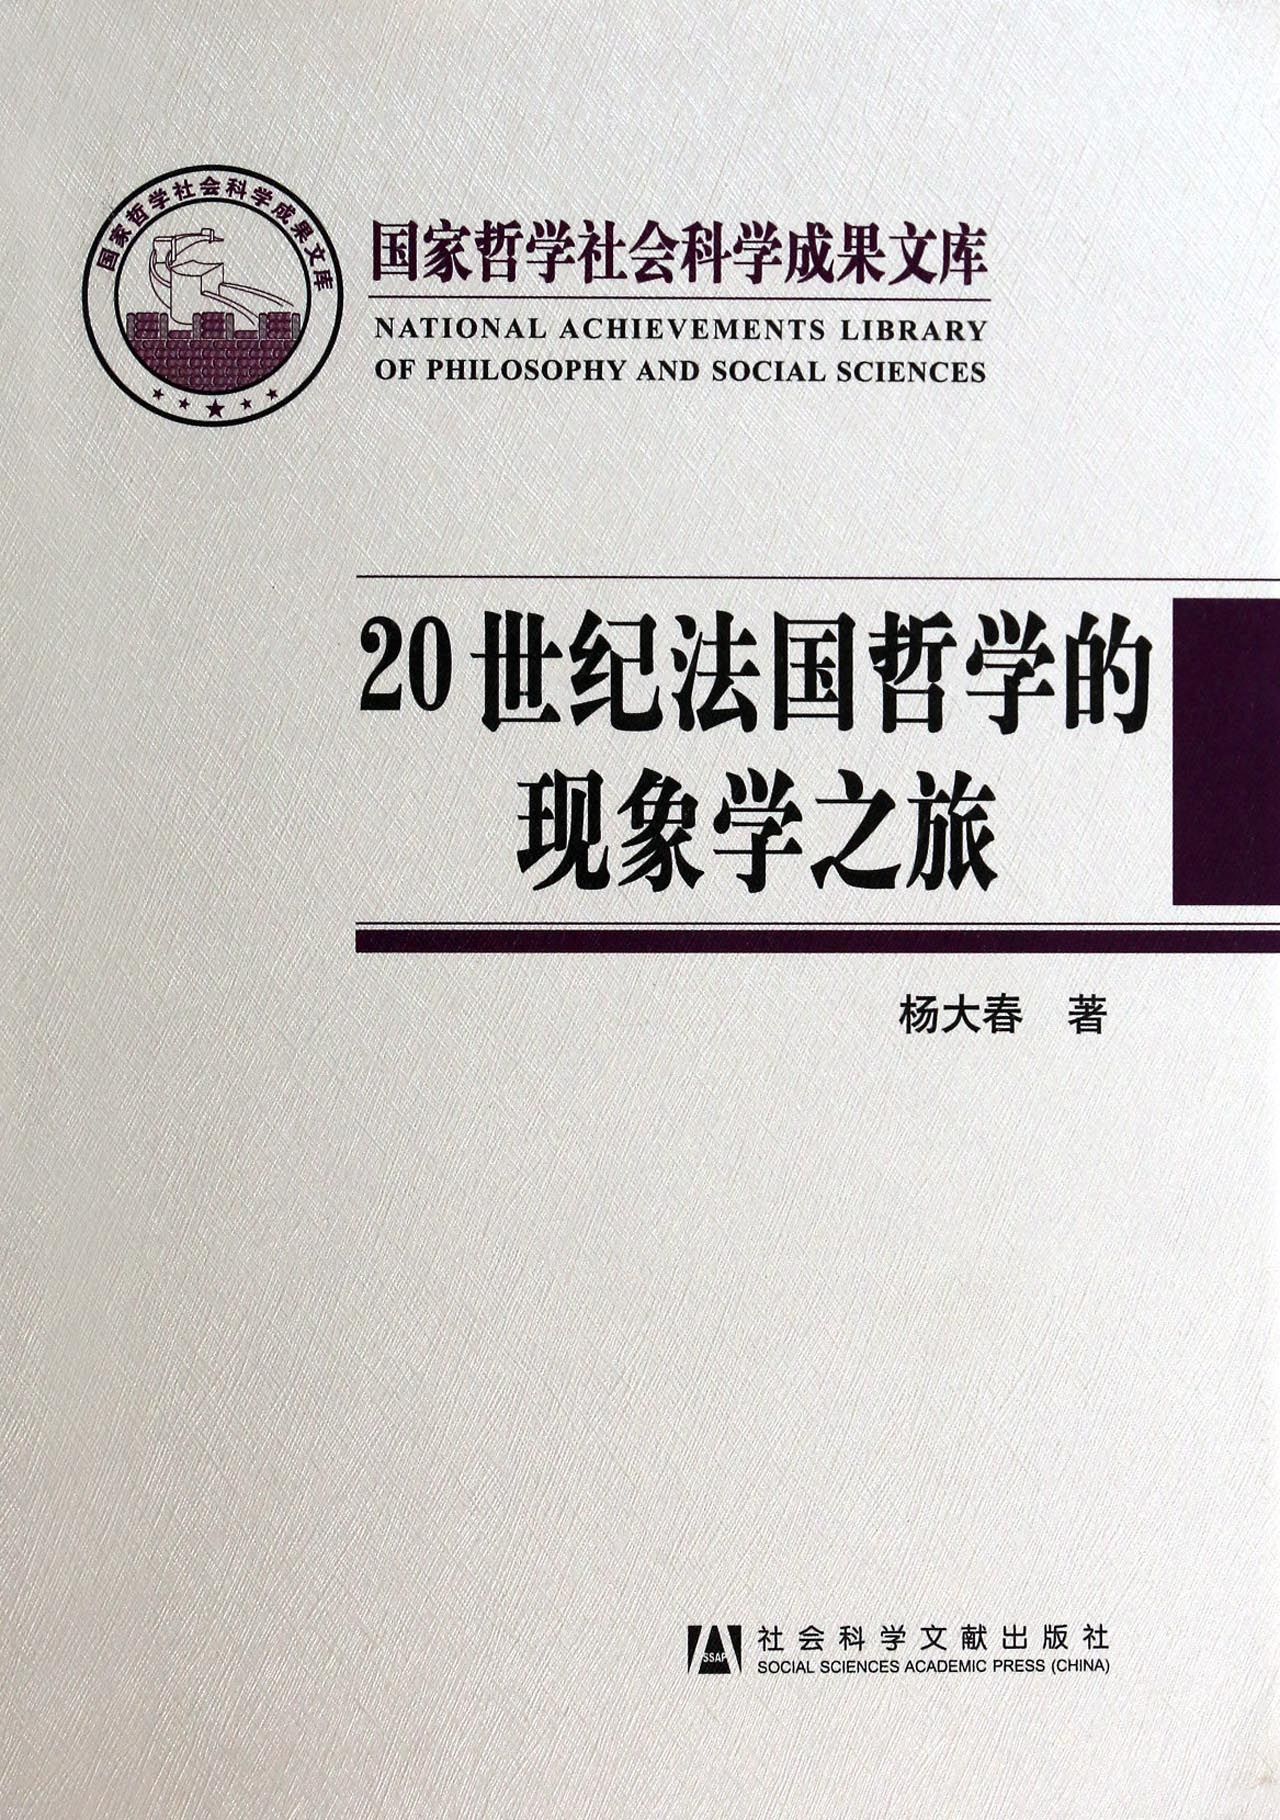 国家哲学社会科学成果文库
国家哲学社会科学成果文库
NATIONAL ACHIEVEMENTS LIBRARY
OF PHILOSOPHY AND SOCIAL SCIENCES
20世纪法国哲学的
现象学之旅
杨大春 著
SSAP
社会科学文献出版社
SOCIAL SCIENCES ACADEMIC PRESS (CHINA)